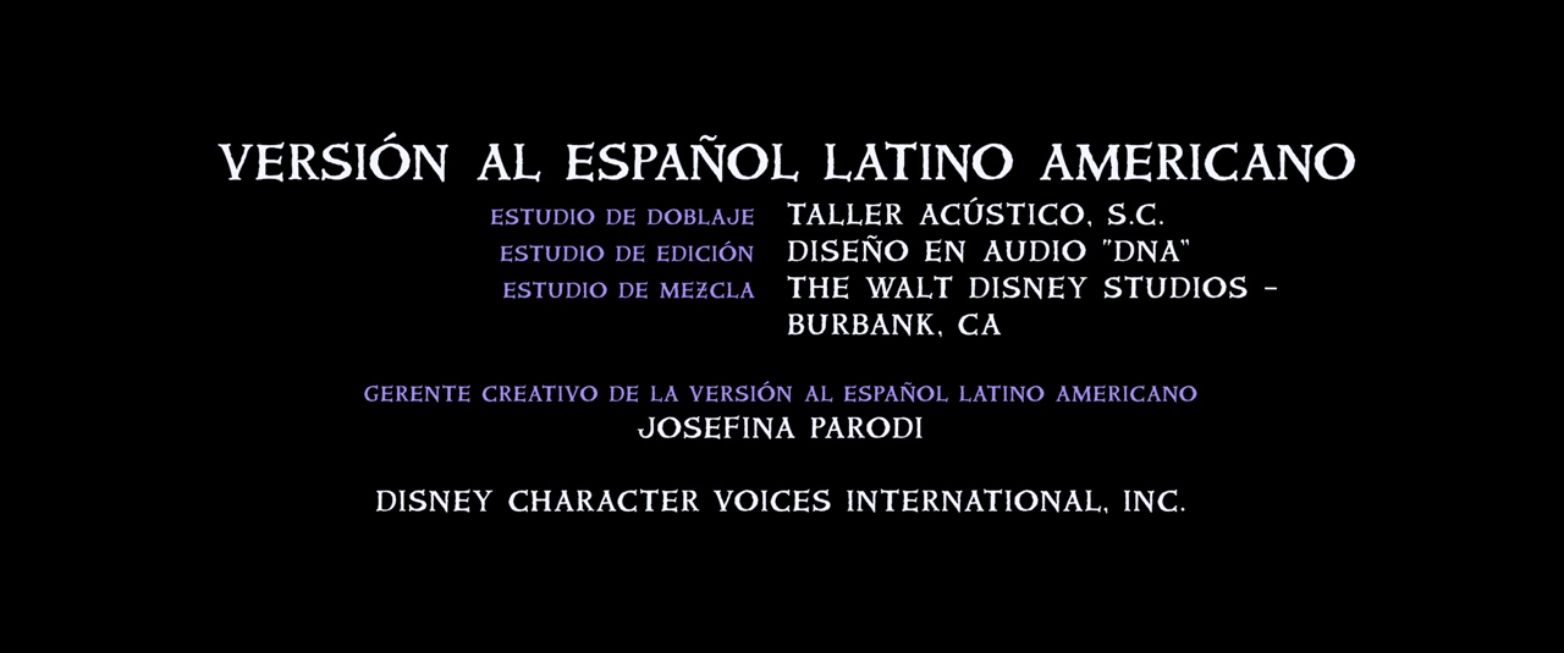 VERSIÓN AL ESPAÑOL LATINO AMERICANO
ESTUDIO DE DOBLAJE TALLER ACÚSTICO, S.C.
ESTUDIO DE EDICIÓN DISEÑO EN AUDIO "DNA"
ESTUDIO DE MEZCLA THE WALT DISNEY STUDIOS -
BURBANK, CA
GERENTE CREATIVO DE LA VERSIÓN AL ESPAÑOL LATINO AMERICANO
JOSEFINA PARODI
DISNEY CHARACTER VOICES INTERNATIONAL, INC.